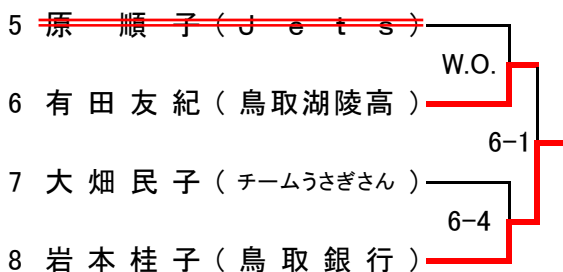 5 原 順 子 ( J e t s )
W.O.
6 有 田 友 紀 ( 鳥取湖陵高 )
6-1
7 大 畑 民 子 ( チームうさぎさん )
6-4
8 岩 本 桂 子 ( 鳥 取 銀 行 )